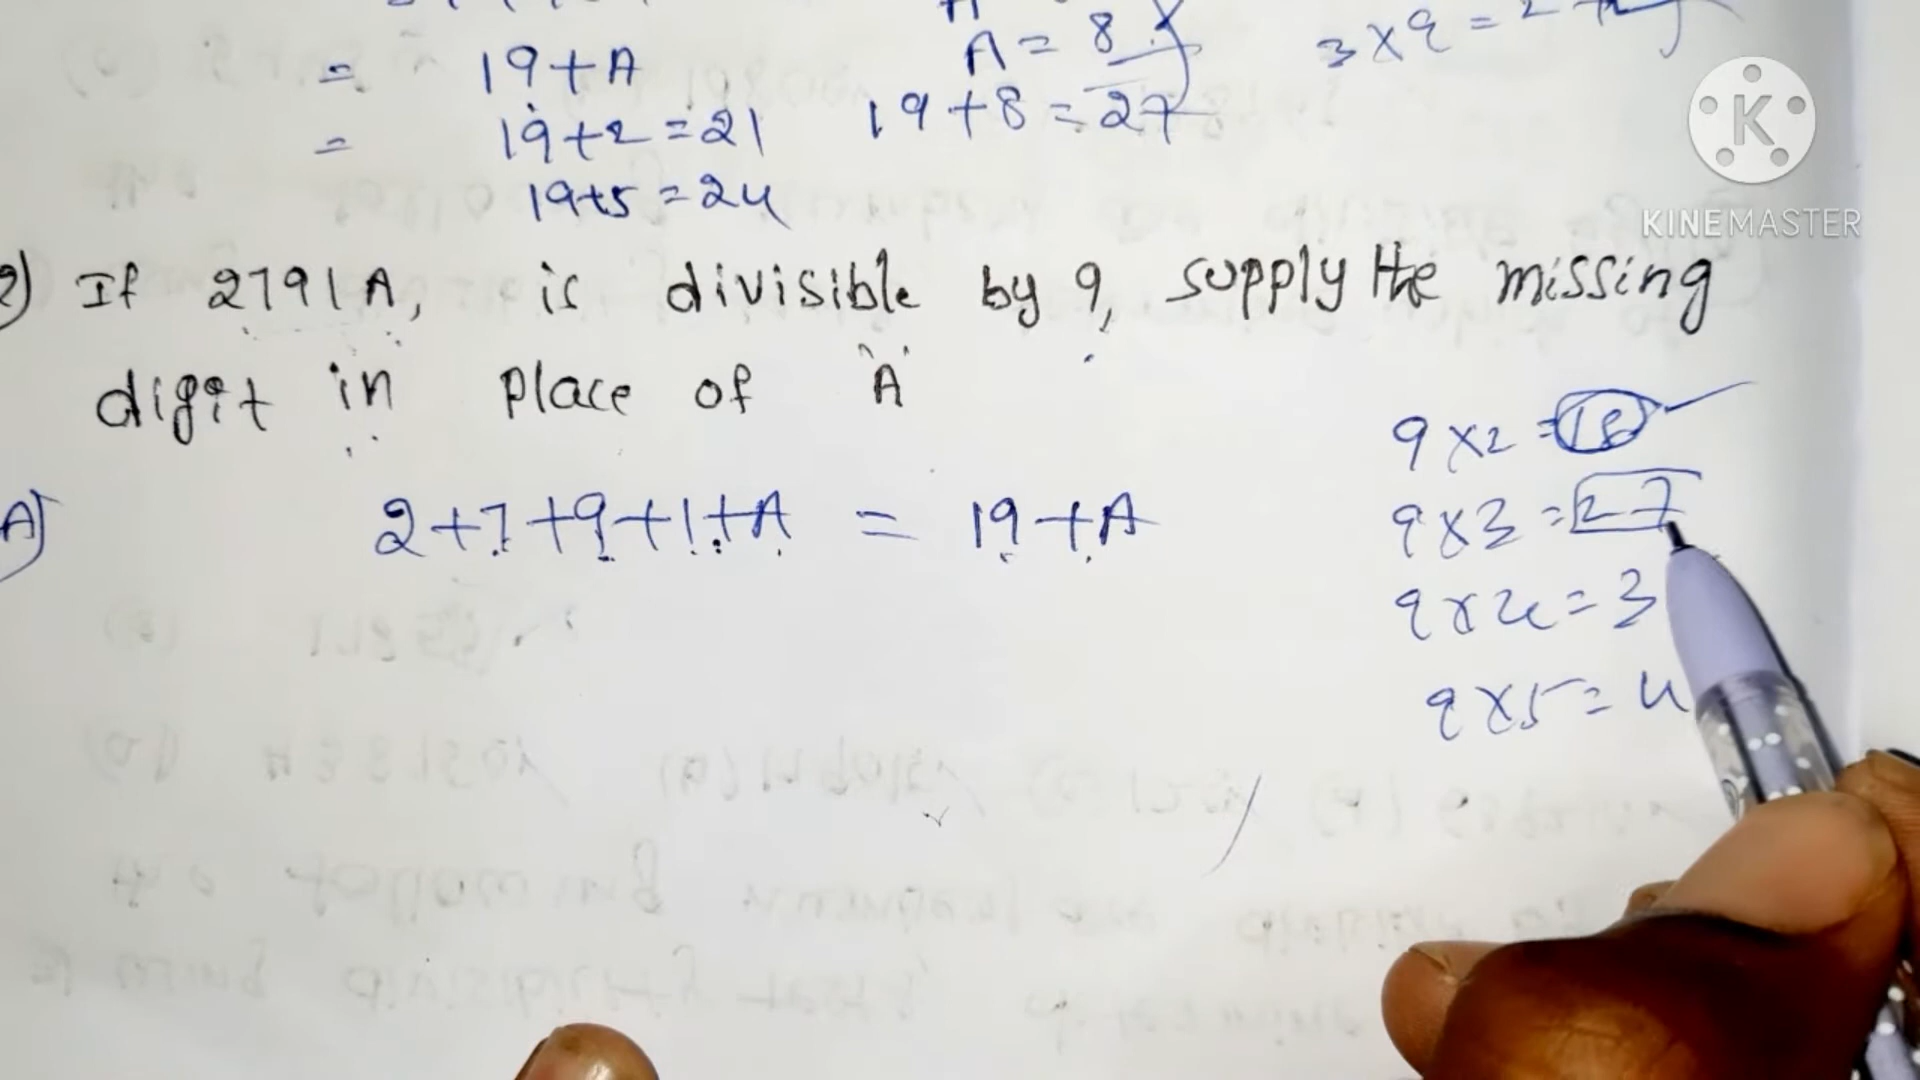 = 19+A
= 19+2=21
19+5=24
A = 8
19+8=27
3×9=27
K
KINEMASTER
2) If 2791A, is divisible by 9, supply the missing
digit in place of "A"
A) 2+7+9+1+A = 19+A
9×2=18
9×3=27
9×4=3
9×5=4